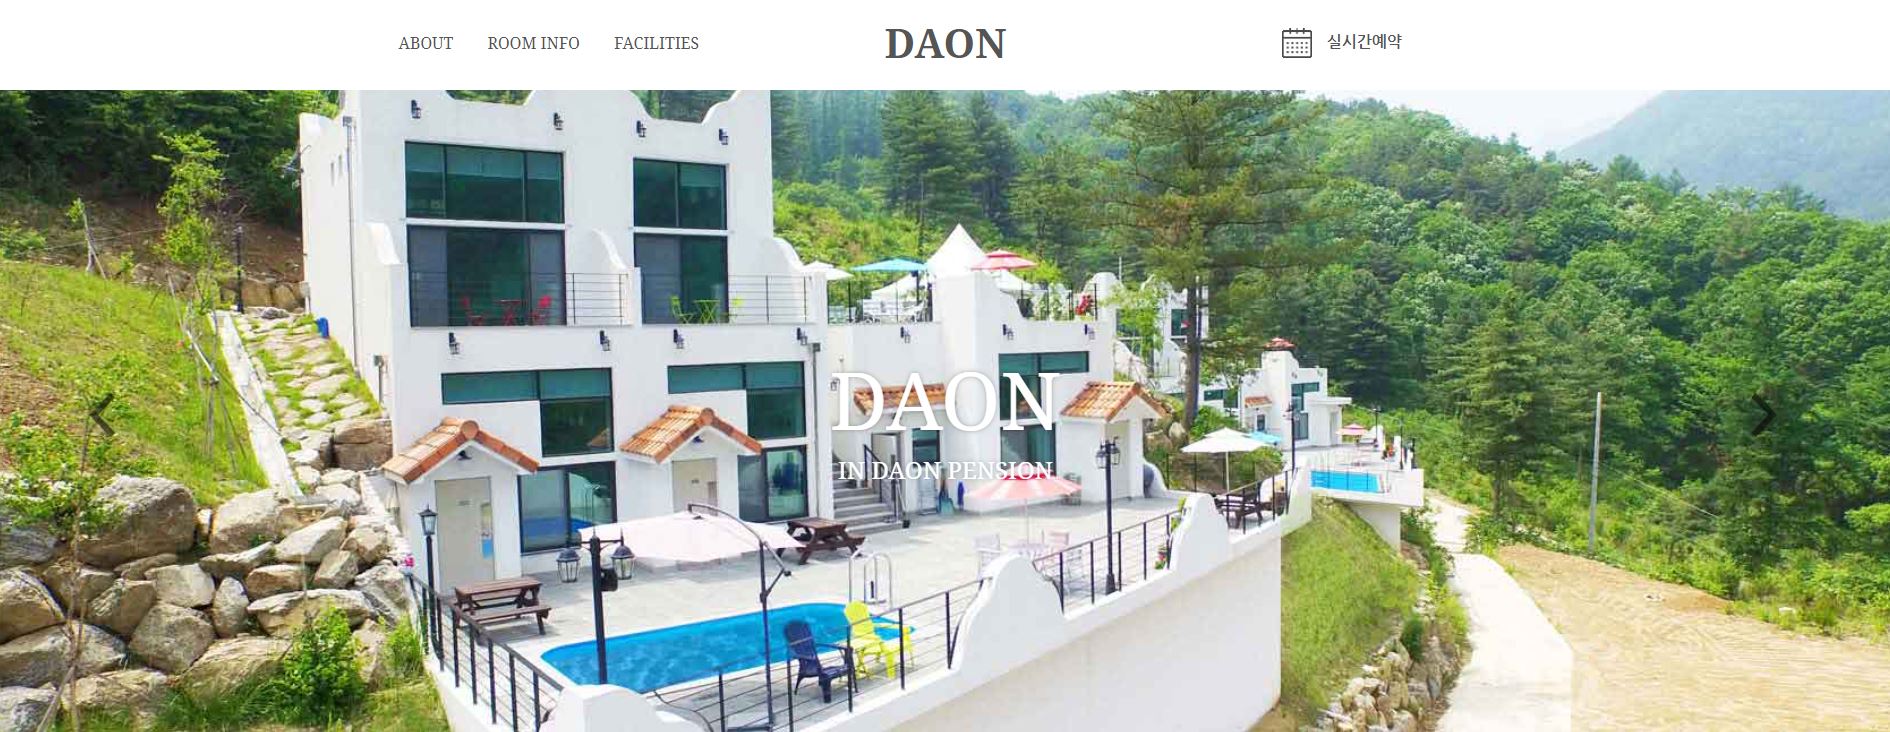 ABOUT ROOM INFO FACILITIES DAON 실시간예약
DAON
IN DAON PENSION